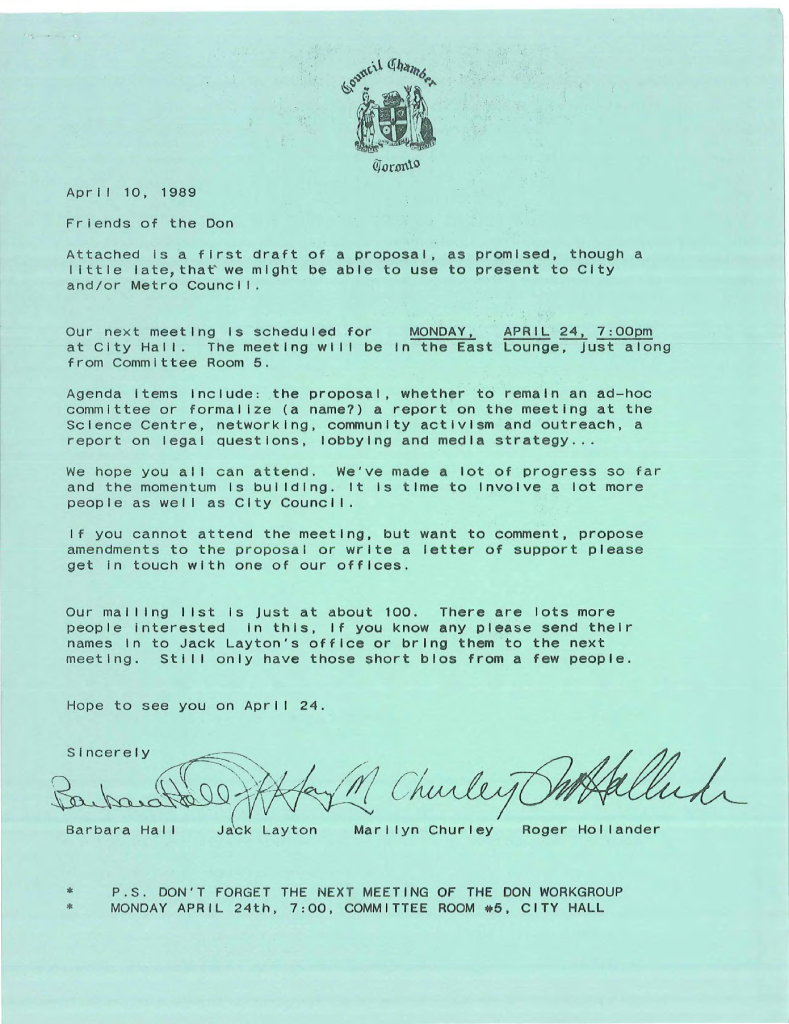 Council Chamber
Toronto
April 10, 1989
Friends of the Don
Attached is a first draft of a proposal, as promised, though a
little late, that we might be able to use to present to City
and/or Metro Council.
Our next meeting is scheduled for MONDAY, APRIL 24, 7:00pm
at City Hall. The meeting will be in the East Lounge, just along
from Committee Room 5.
Agenda items include: the proposal, whether to remain an ad-hoc
committee or formalize (a name?) a report on the meeting at the
Science Centre, networking, community activism and outreach, a
report on legal questions, lobbying and media strategy...
We hope you all can attend. We've made a lot of progress so far
and the momentum is building. It is time to involve a lot more
people as well as City Council.
If you cannot attend the meeting, but want to comment, propose
amendments to the proposal or write a letter of support please
get in touch with one of our offices.
Our mailing list is just at about 100. There are lots more
people interested in this, if you know any please send their
names in to Jack Layton's office or bring them to the next
meeting. Still only have those short bios from a few people.
Hope to see you on April 24.
Sincerely
Barbara Hall M Churley
Barbara Hall Jack Layton Marilyn Churley Roger Hollander
* P.S. DON'T FORGET THE NEXT MEETING OF THE DON WORKGROUP
* MONDAY APRIL 24th, 7:00, COMMITTEE ROOM #5, CITY HALL